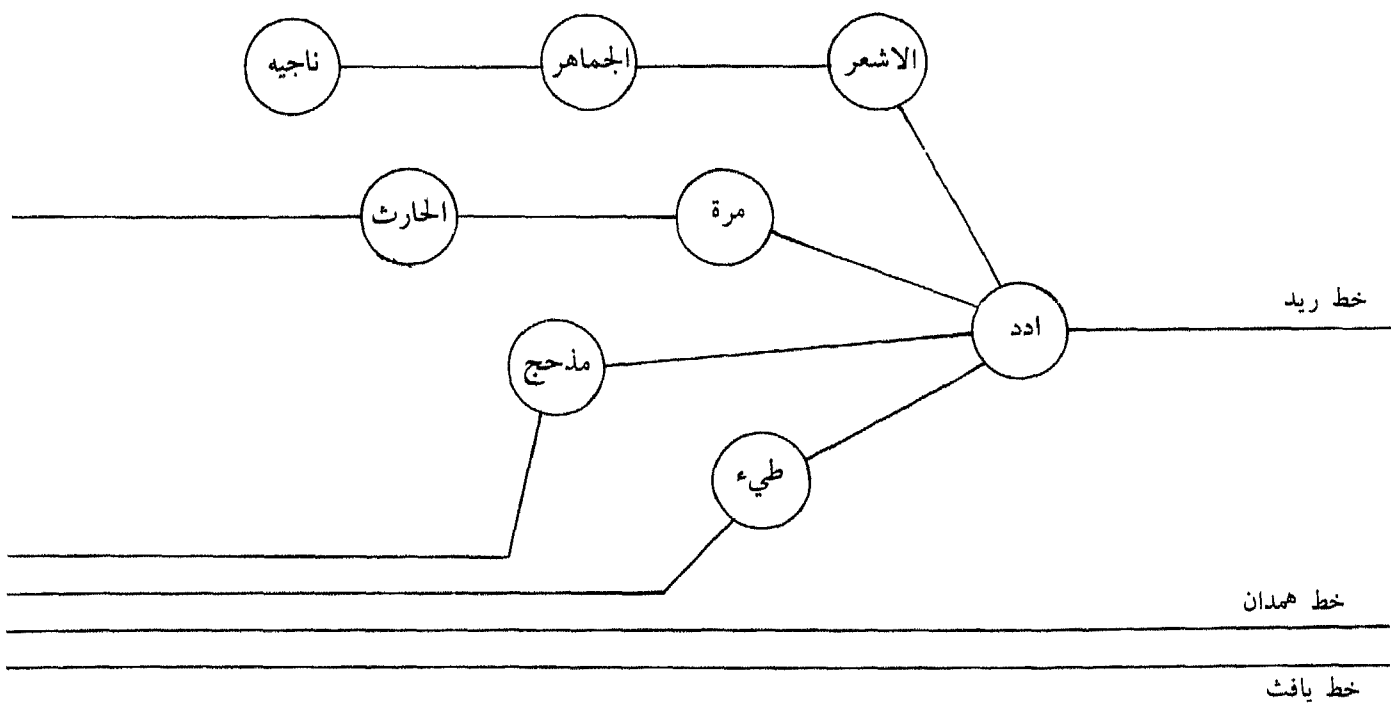 الاشعر
الجماهر
ناجيه
مرة
الحارث
خط ريد
ادد
مذحج
طيء
خط همدان
خط يافث